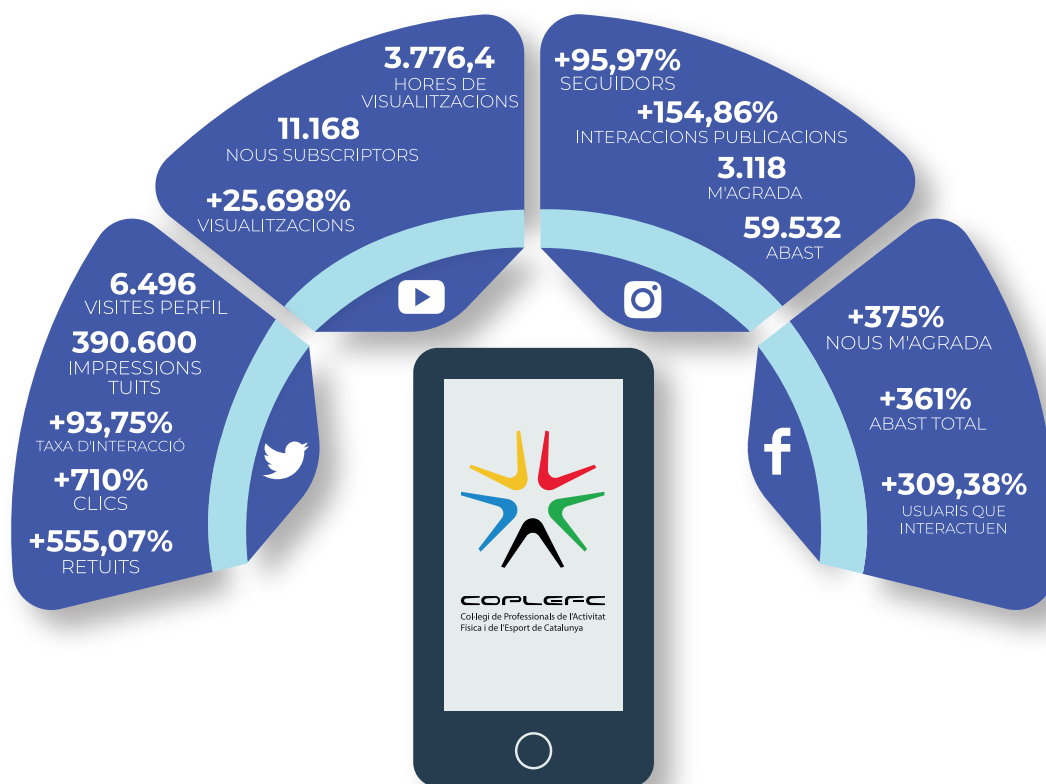 6.496
VISITES PERFIL
390.600
IMPRESSIONS
TUITS
+93,75%
TAXA D'INTERACCIÓ
+710%
CLICS
+555,07%
RETUITS
3.776,4
HORES DE
VISUALITZACIONS
11.168
NOUS SUBSCRIPTORS
+25.698%
VISUALITZACIONS
+95,97%
SEGUIDORS
+154,86%
INTERACCIONS PUBLICACIONS
3.118
M'AGRADA
59.532
ABAST
+375%
NOUS M'AGRADA
+361%
ABAST TOTAL
+309,38%
USUARIS QUE
INTERACTUEN
COPLEFC
Col·legi de Professionals de l'Activitat
Física i de l'Esport de Catalunya